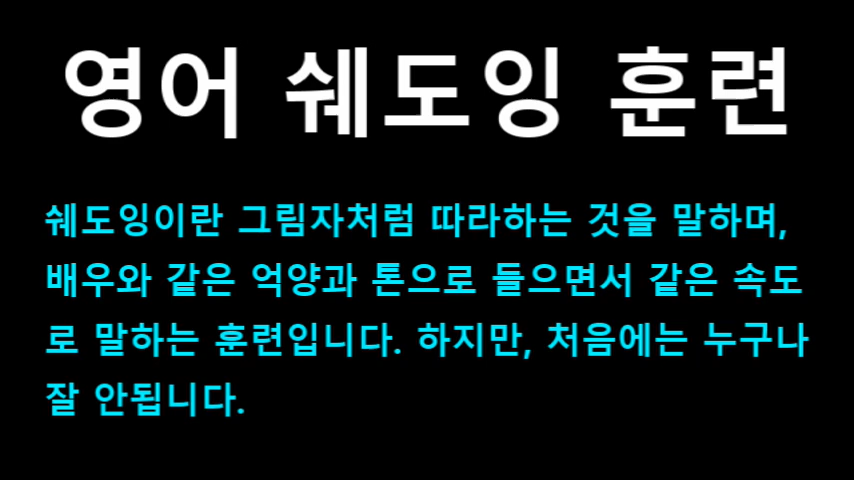 영어 쉐도잉 훈련
쉐도잉이란 그림자처럼 따라하는 것을 말하며,
배우와 같은 억양과 톤으로 들으면서 같은 속도
로 말하는 훈련입니다. 하지만, 처음에는 누구나
잘 안됩니다.